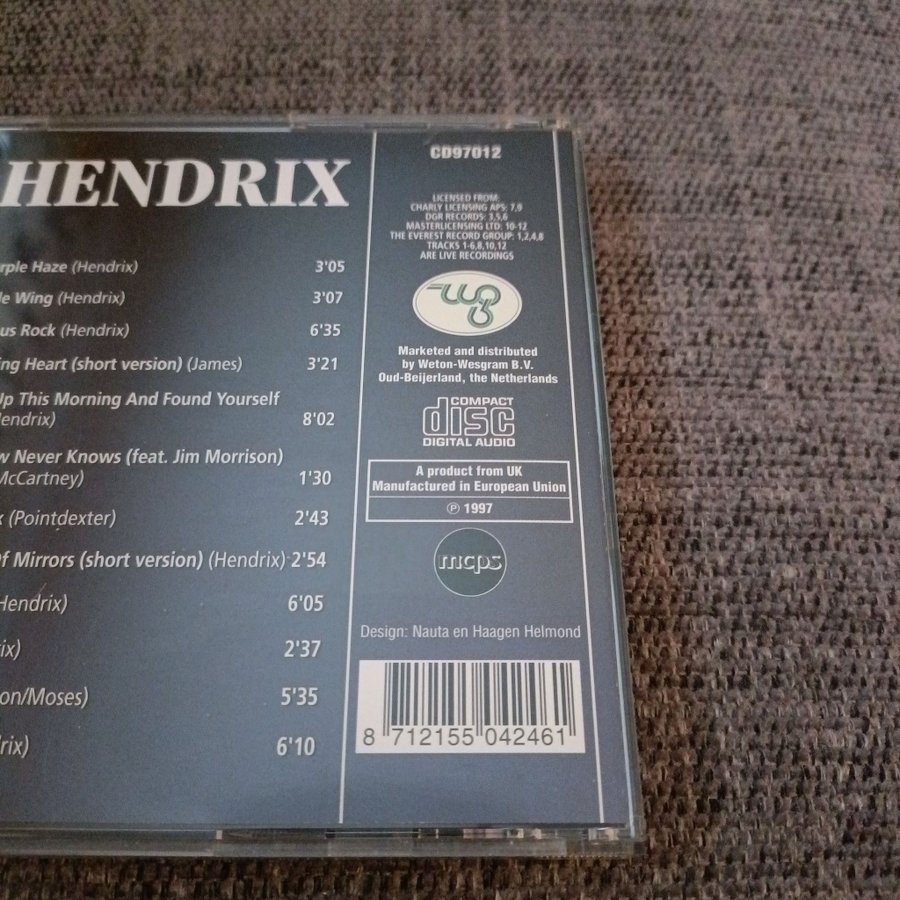 HENDRIX
rple Haze (Hendrix) 3'05
le Wing (Hendrix) 3'07
us Rock (Hendrix) 6'35
ing Heart (short version) (James) 3'21
Up This Morning And Found Yourself
Hendrix) 8'02
w Never Knows (feat. Jim Morrison)
McCartney) 1'30
x (Pointdexter) 2'43
Of Mirrors (short version) (Hendrix) 2'54
Hendrix) 6'05
rix) 2'37
on/Moses) 5'35
drix) 6'10
CD97012
LICENSED FROM:
CHARLY LICENSING APS: 7,9
DGR RECORDS: 3,5,6
MASTERLICENSING LTD: 10-12
THE EVEREST RECORD GROUP: 1,2,4,8
TRACKS 1-6,8,10,12
ARE LIVE RECORDINGS
Marketed and distributed
by Weton-Wesgram B.V.
Oud-Beijerland, the Netherlands
COMPACT
disc
DIGITAL AUDIO
A product from UK
Manufactured in European Union
℗ 1997
mcps
Design: Nauta en Haagen Helmond
8 712155 042461